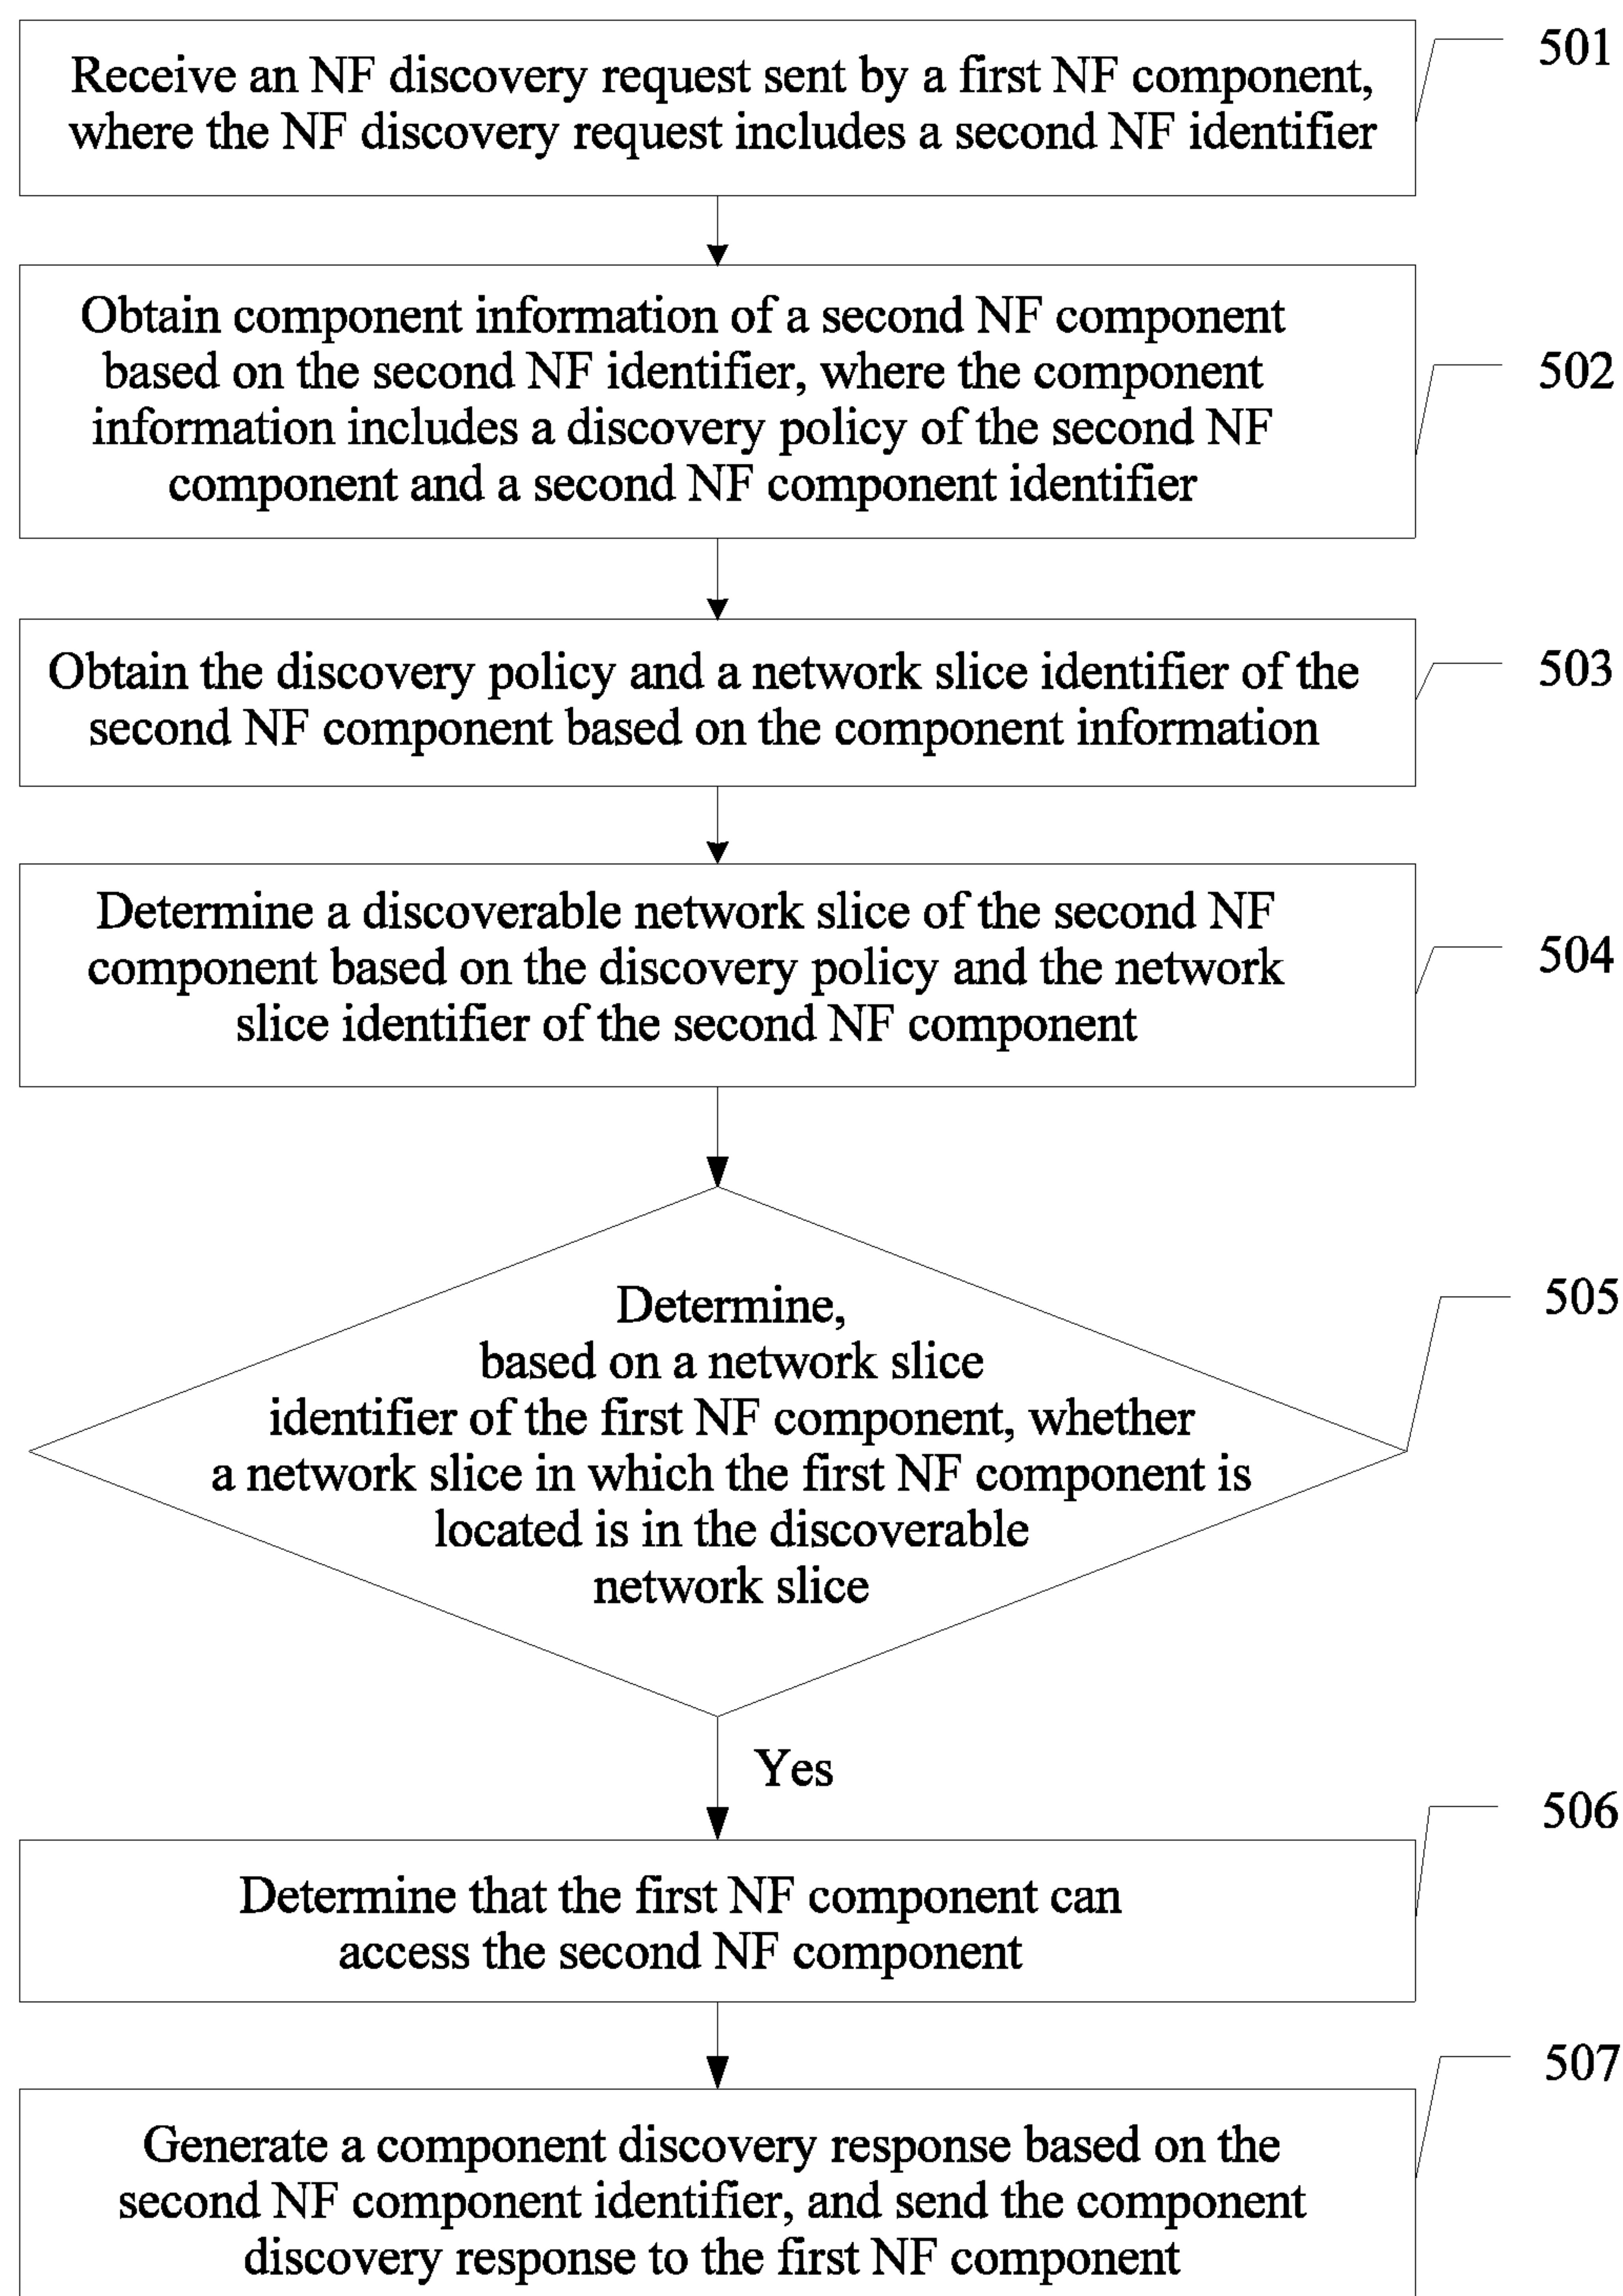 Receive an NF discovery request sent by a first NF component,
where the NF discovery request includes a second NF identifier
501
Obtain component information of a second NF component
based on the second NF identifier, where the component
information includes a discovery policy of the second NF
component and a second NF component identifier
502
Obtain the discovery policy and a network slice identifier of the
second NF component based on the component information
503
Determine a discoverable network slice of the second NF
component based on the discovery policy and the network
slice identifier of the second NF component
504
Determine,
based on a network slice
identifier of the first NF component, whether
a network slice in which the first NF component is
located is in the discoverable
network slice
505
Yes
Determine that the first NF component can
access the second NF component
506
Generate a component discovery response based on the
second NF component identifier, and send the component
discovery response to the first NF component
507